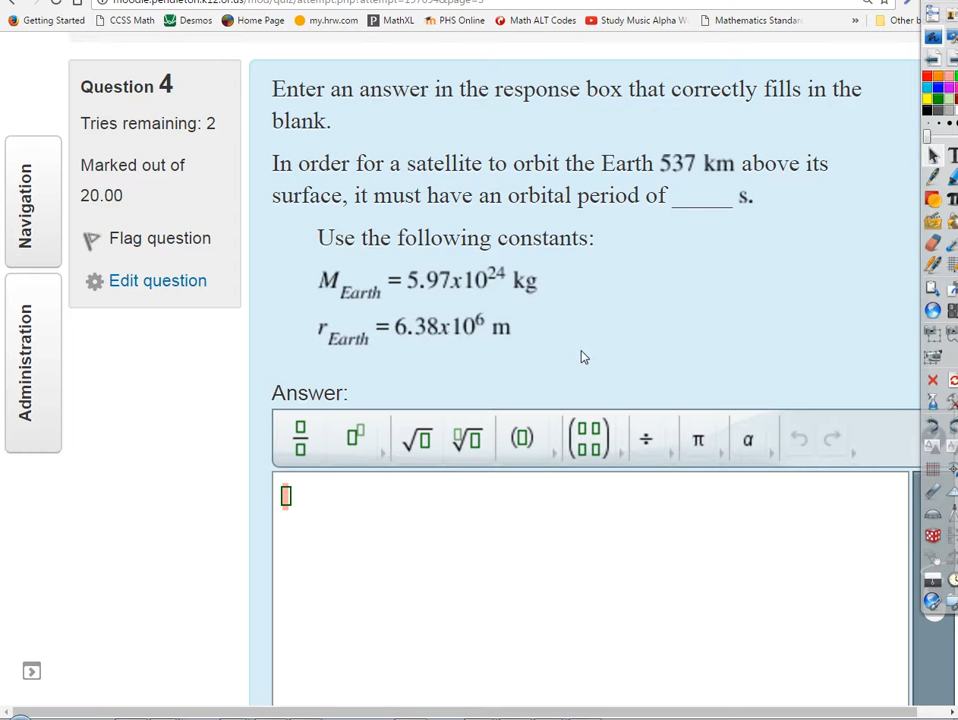 Getting Started CCSS Math Desmos Home Page my.hrw.com MathXL PHS Online Math ALT Codes Study Music Alpha W Mathematics Standar » Other b
Navigation
Administration
Question 4
Tries remaining: 2
Marked out of
20.00
Flag question
Edit question
Enter an answer in the response box that correctly fills in the
blank.
In order for a satellite to orbit the Earth 537 km above its
surface, it must have an orbital period of _____ s.
Use the following constants:
M_Earth = 5.97x10^24 kg
r_Earth = 6.38x10^6 m
Answer:
÷ π α